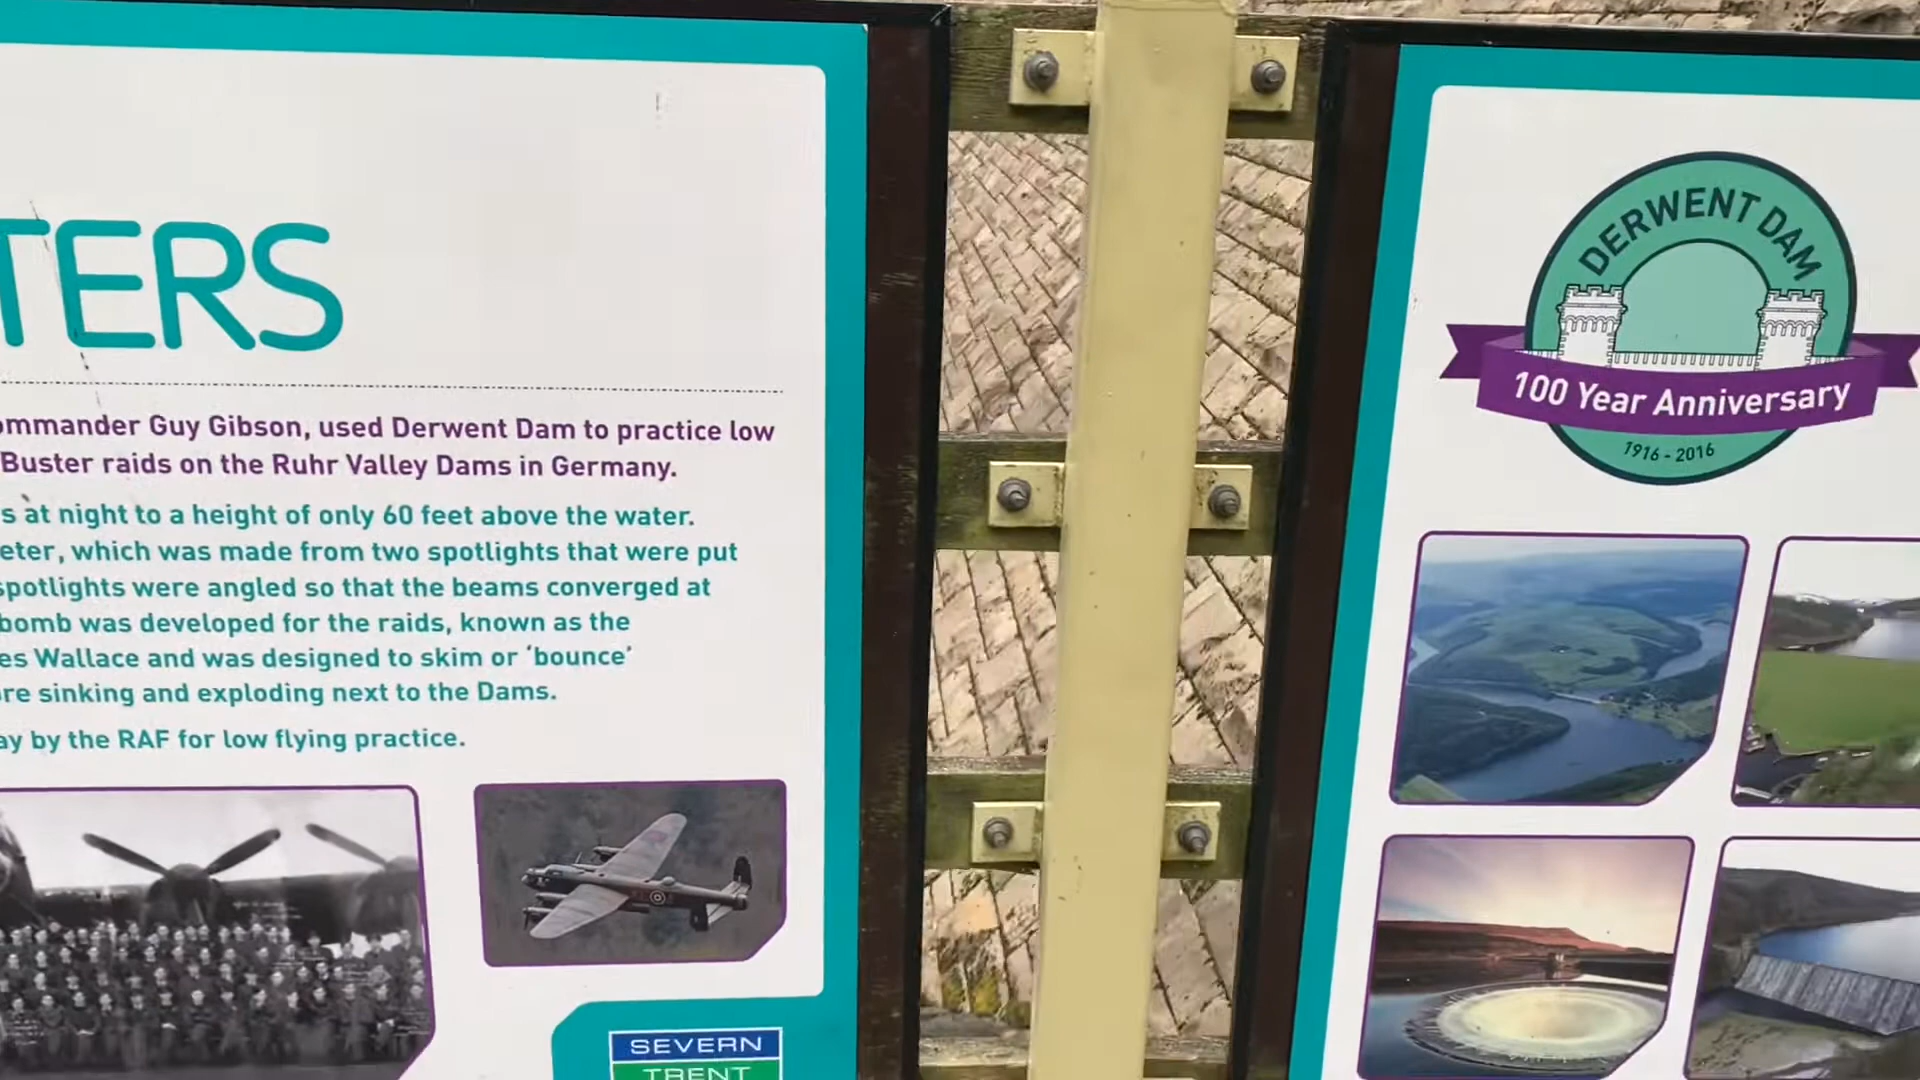 TERS
ommander Guy Gibson, used Derwent Dam to practice low
Buster raids on the Ruhr Valley Dams in Germany.
s at night to a height of only 60 feet above the water.
eter, which was made from two spotlights that were put
spotlights were angled so that the beams converged at
bomb was developed for the raids, known as the
es Wallace and was designed to skim or ‘bounce’
re sinking and exploding next to the Dams.
ay by the RAF for low flying practice.
SEVERN
TRENT
DERWENT DAM
100 Year Anniversary
1916 - 2016